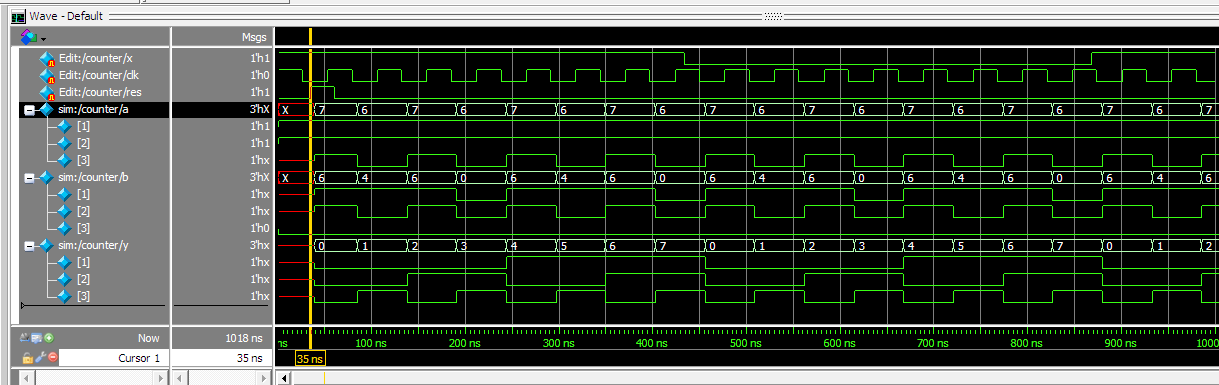 Wave - Default
Msgs
Edit:/counter/x 1'h1
Edit:/counter/clk 1'h0
Edit:/counter/res 1'h1
sim:/counter/a 3'hX X 7 6 7 6 7 6 7 6 7 6 7 6 7 6 7 6 7 6 7
[1] 1'h1
[2] 1'h1
[3] 1'hx
sim:/counter/b 3'hX X 6 4 6 0 6 4 6 0 6 4 6 0 6 4 6 0 6 4 6
[1] 1'hx
[2] 1'hx
[3] 1'h0
sim:/counter/y 3'hx 0 1 2 3 4 5 6 7 0 1 2 3 4 5 6 7 0 1 2
[1] 1'hx
[2] 1'hx
[3] 1'hx
Now 1018 ns ns 100 ns 200 ns 300 ns 400 ns 500 ns 600 ns 700 ns 800 ns 900 ns 1000
Cursor 1 35 ns 35 ns